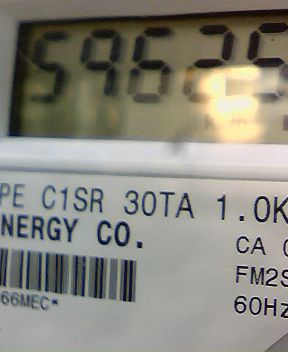 59625
PE C1SR 30TA 1.0K
NERGY CO.
CA
FM2S
66MEC*
60Hz